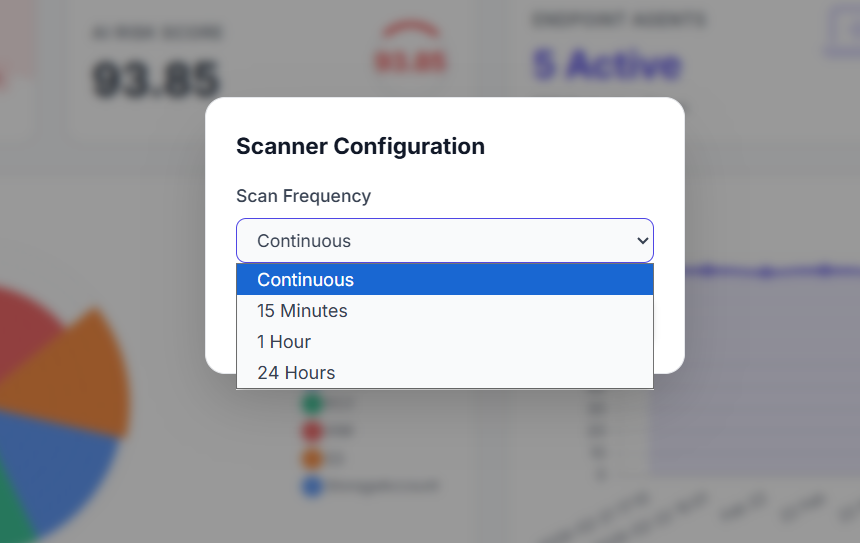 AI RISK SCORE
93.85
93.85
ENDPOINT AGENTS
5 Active
Scanner Configuration
Scan Frequency
Continuous
Continuous
15 Minutes
1 Hour
24 Hours